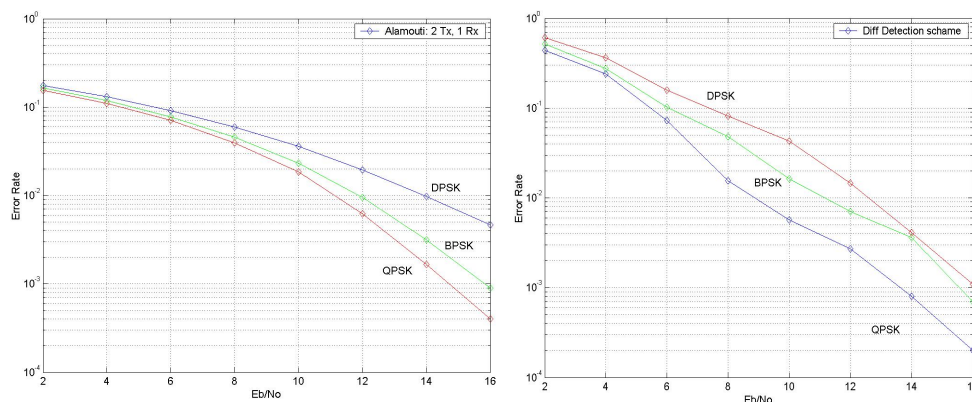 10^0
10^-1
10^-2
10^-3
10^-4
Error Rate
2 4 6 8 10 12 14 16
Eb/No
Alamouti: 2 Tx, 1 Rx
DPSK
BPSK
QPSK
10^0
10^-1
10^-2
10^-3
10^-4
Error Rate
2 4 6 8 10 12 14
Eb/No
Diff Detection schame
DPSK
BPSK
QPSK